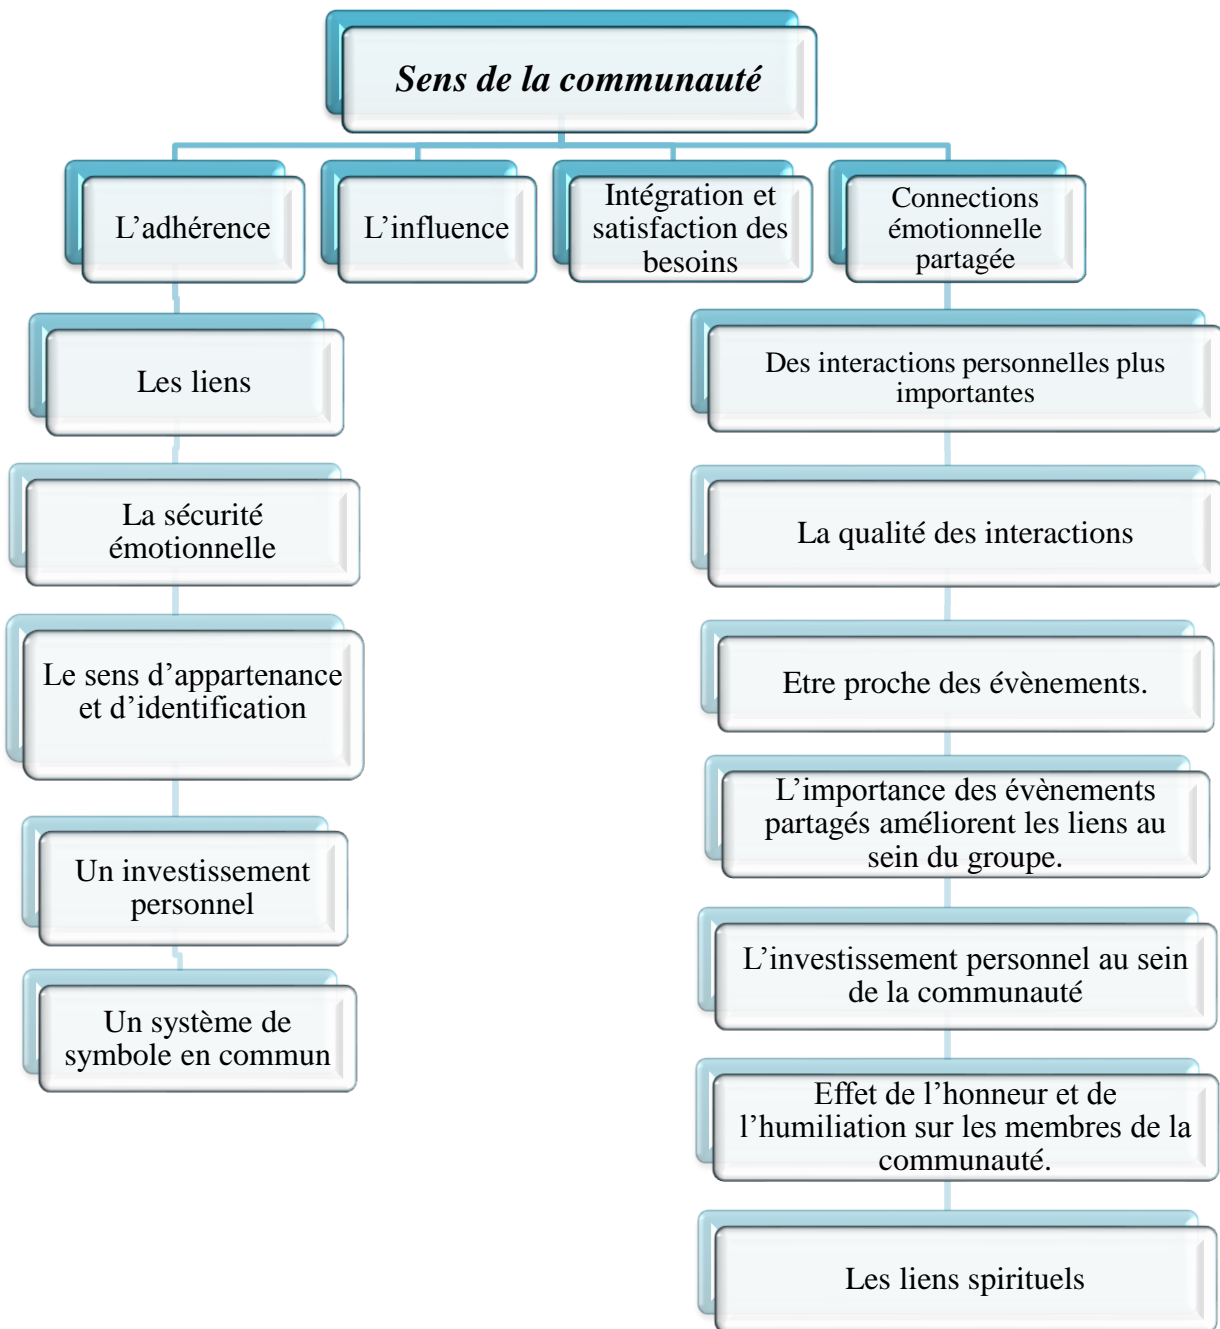 Sens de la communauté
L’adhérence
L’influence
Intégration et
satisfaction des
besoins
Connections
émotionnelle
partagée
Les liens
La sécurité
émotionnelle
Le sens d’appartenance
et d’identification
Un investissement
personnel
Un système de
symbole en commun
Des interactions personnelles plus
importantes
La qualité des interactions
Etre proche des évènements.
L’importance des évènements
partagés améliorent les liens au
sein du groupe.
L’investissement personnel au sein
de la communauté
Effet de l’honneur et de
l’humiliation sur les membres de la
communauté.
Les liens spirituels